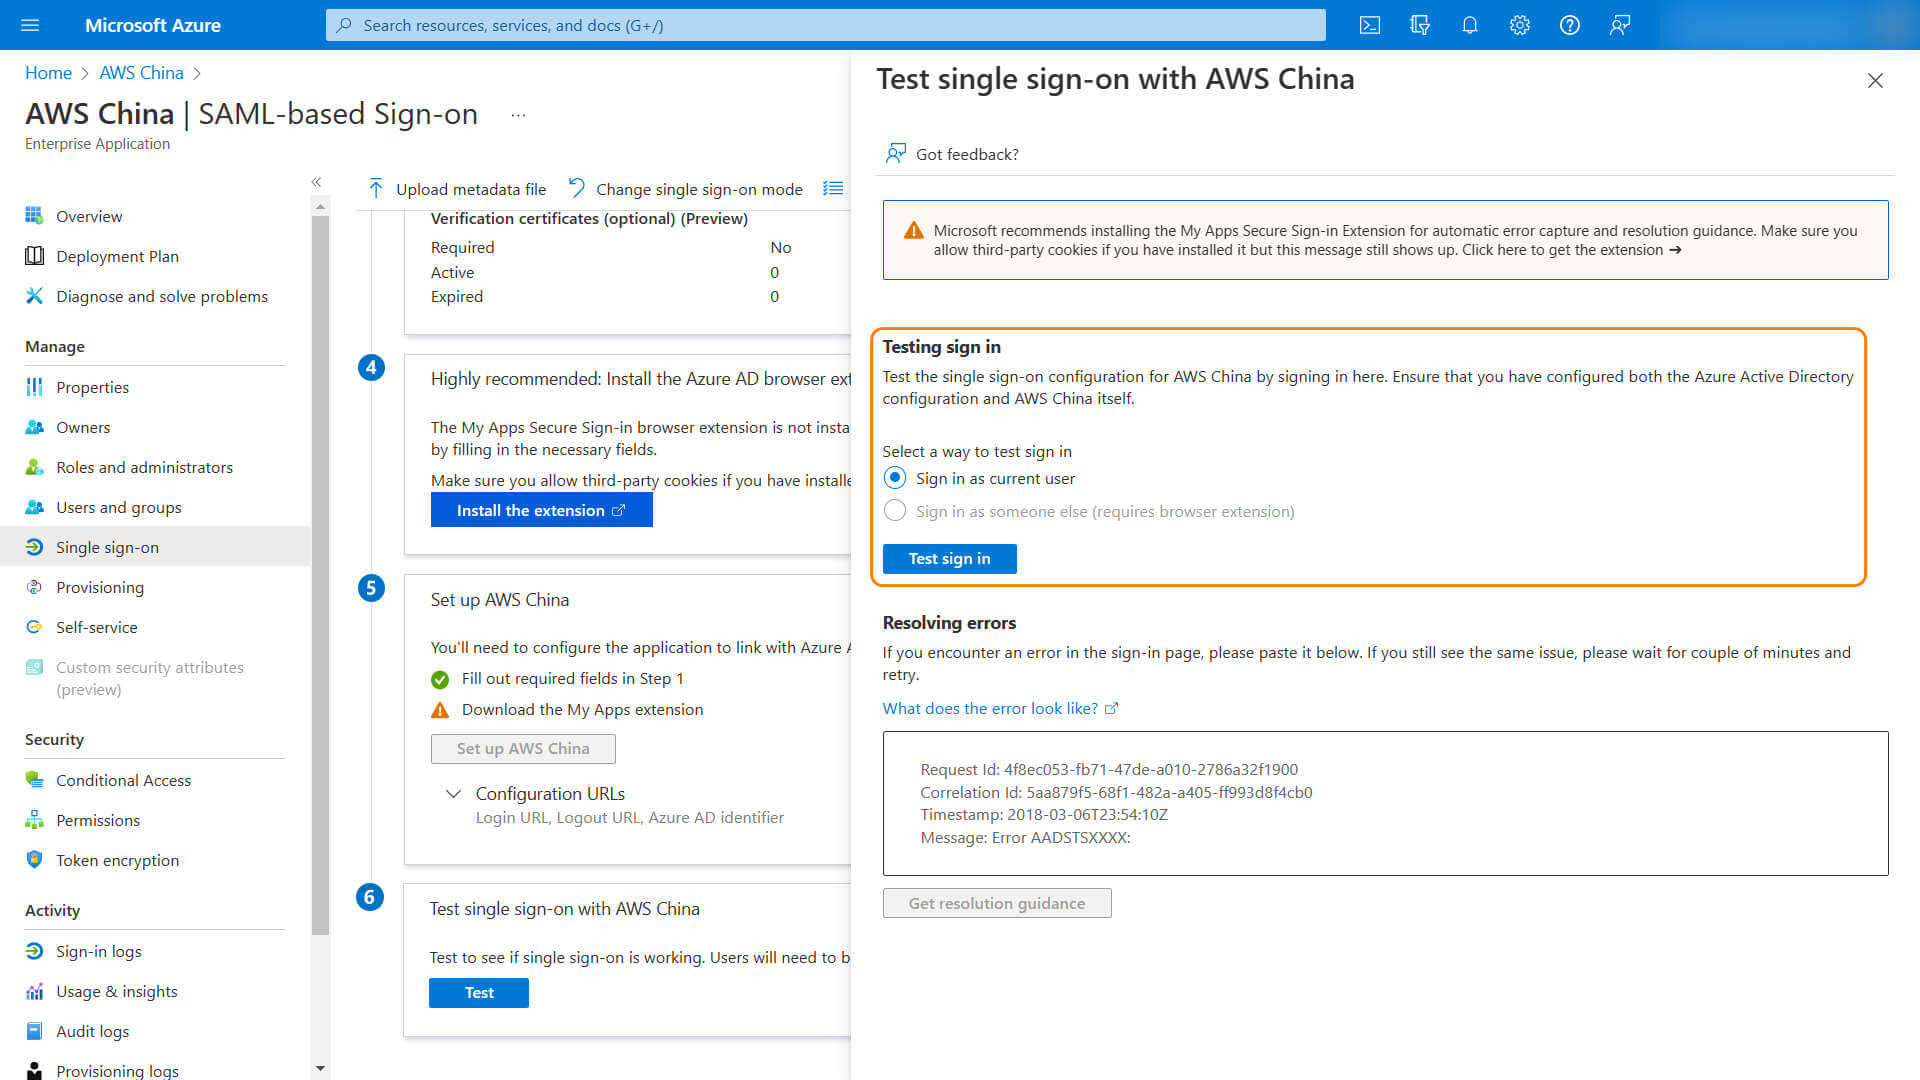 Microsoft Azure
Search resources, services, and docs (G+/)
Home
AWS China
AWS China | SAML-based Sign-on
...
Enterprise Application
«
Overview
Deployment Plan
Diagnose and solve problems
Manage
Properties
Owners
Roles and administrators
Users and groups
Single sign-on
Provisioning
Self-service
Custom security attributes
(preview)
Security
Conditional Access
Permissions
Token encryption
Activity
Sign-in logs
Usage & insights
Audit logs
Provisioning logs
Upload metadata file
Change single sign-on mode
Verification certificates (optional) (Preview)
Required No
Active 0
Expired 0
4
Highly recommended: Install the Azure AD browser ext
The My Apps Secure Sign-in browser extension is not insta
by filling in the necessary fields.
Make sure you allow third-party cookies if you have installe
Install the extension
5
Set up AWS China
You'll need to configure the application to link with Azure A
Fill out required fields in Step 1
Download the My Apps extension
Set up AWS China
Configuration URLs
Login URL, Logout URL, Azure AD identifier
6
Test single sign-on with AWS China
Test to see if single sign-on is working. Users will need to b
Test
Test single sign-on with AWS China
Got feedback?
Microsoft recommends installing the My Apps Secure Sign-in Extension for automatic error capture and resolution guidance. Make sure you
allow third-party cookies if you have installed it but this message still shows up. Click here to get the extension →
Testing sign in
Test the single sign-on configuration for AWS China by signing in here. Ensure that you have configured both the Azure Active Directory
configuration and AWS China itself.
Select a way to test sign in
Sign in as current user
Sign in as someone else (requires browser extension)
Test sign in
Resolving errors
If you encounter an error in the sign-in page, please paste it below. If you still see the same issue, please wait for couple of minutes and
retry.
What does the error look like?
Request Id: 4f8ec053-fb71-47de-a010-2786a32f1900
Correlation Id: 5aa879f5-68f1-482a-a405-ff993d8f4cb0
Timestamp: 2018-03-06T23:54:10Z
Message: Error AADSTSXXXX:
Get resolution guidance